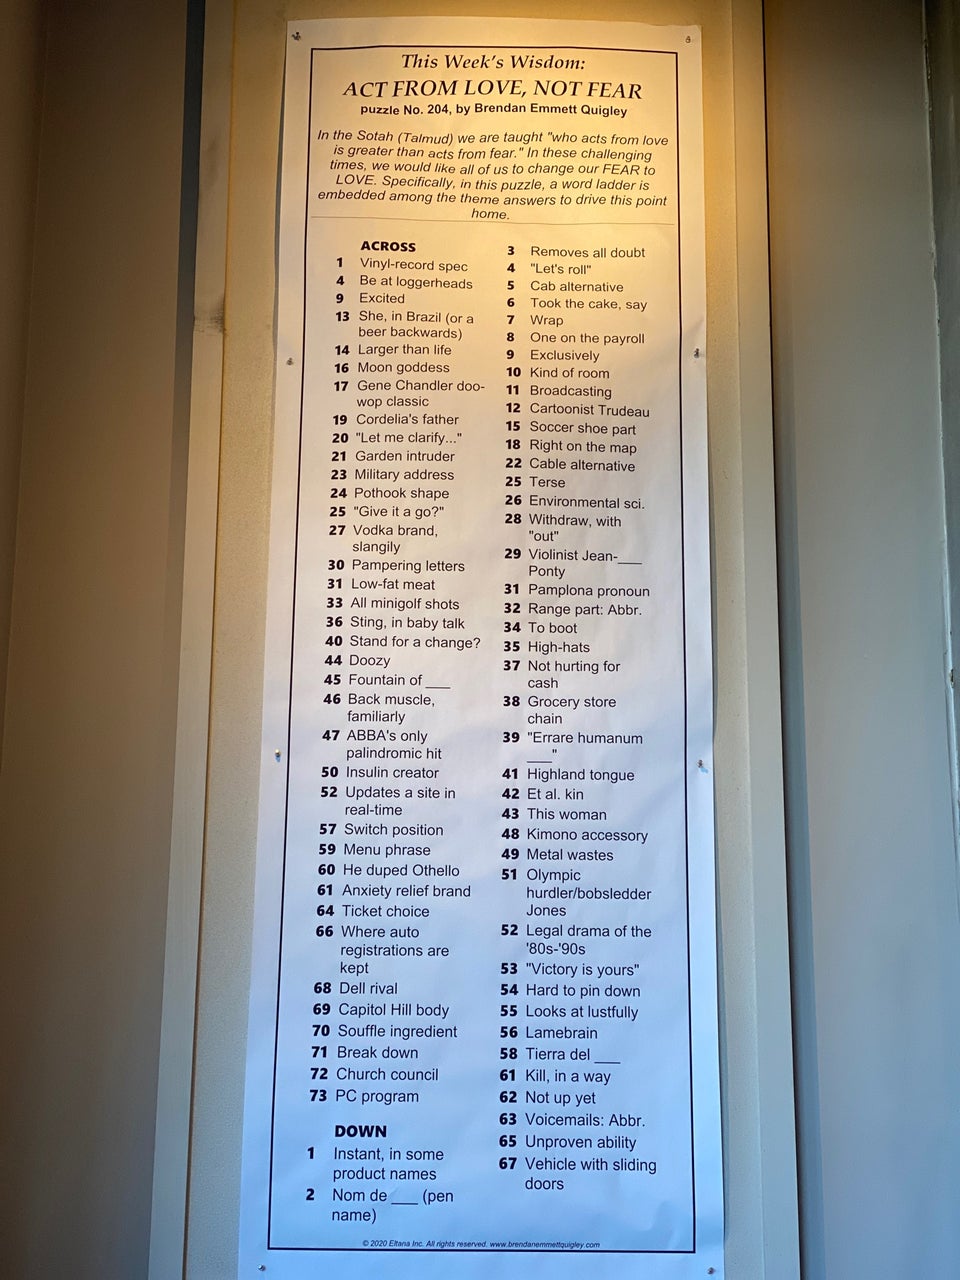 This Week's Wisdom:
ACT FROM LOVE, NOT FEAR
puzzle No. 204, by Brendan Emmett Quigley
In the Sotah (Talmud) we are taught "who acts from love
is greater than acts from fear." In these challenging
times, we would like all of us to change our FEAR to
LOVE. Specifically, in this puzzle, a word ladder is
embedded among the theme answers to drive this point
home.
ACROSS
1 Vinyl-record spec
4 Be at loggerheads
9 Excited
13 She, in Brazil (or a
beer backwards)
14 Larger than life
16 Moon goddess
17 Gene Chandler doo-
wop classic
19 Cordelia's father
20 "Let me clarify..."
21 Garden intruder
23 Military address
24 Pothook shape
25 "Give it a go?"
27 Vodka brand,
slangily
30 Pampering letters
31 Low-fat meat
33 All minigolf shots
36 Sting, in baby talk
40 Stand for a change?
44 Doozy
45 Fountain of ___
46 Back muscle,
familiarly
47 ABBA's only
palindromic hit
50 Insulin creator
52 Updates a site in
real-time
57 Switch position
59 Menu phrase
60 He duped Othello
61 Anxiety relief brand
64 Ticket choice
66 Where auto
registrations are
kept
68 Dell rival
69 Capitol Hill body
70 Souffle ingredient
71 Break down
72 Church council
73 PC program
DOWN
1 Instant, in some
product names
2 Nom de ___ (pen
name)
3 Removes all doubt
4 "Let's roll"
5 Cab alternative
6 Took the cake, say
7 Wrap
8 One on the payroll
9 Exclusively
10 Kind of room
11 Broadcasting
12 Cartoonist Trudeau
15 Soccer shoe part
18 Right on the map
22 Cable alternative
25 Terse
26 Environmental sci.
28 Withdraw, with
"out"
29 Violinist Jean-___
Ponty
31 Pamplona pronoun
32 Range part: Abbr.
34 To boot
35 High-hats
37 Not hurting for
cash
38 Grocery store
chain
39 "Errare humanum
___"
41 Highland tongue
42 Et al. kin
43 This woman
48 Kimono accessory
49 Metal wastes
51 Olympic
hurdler/bobsledder
Jones
52 Legal drama of the
'80s-'90s
53 "Victory is yours"
54 Hard to pin down
55 Looks at lustfully
56 Lamebrain
58 Tierra del ___
61 Kill, in a way
62 Not up yet
63 Voicemails: Abbr.
65 Unproven ability
67 Vehicle with sliding
doors
© 2020 Eltana Inc. All rights reserved. www.brendanemmettquigley.com